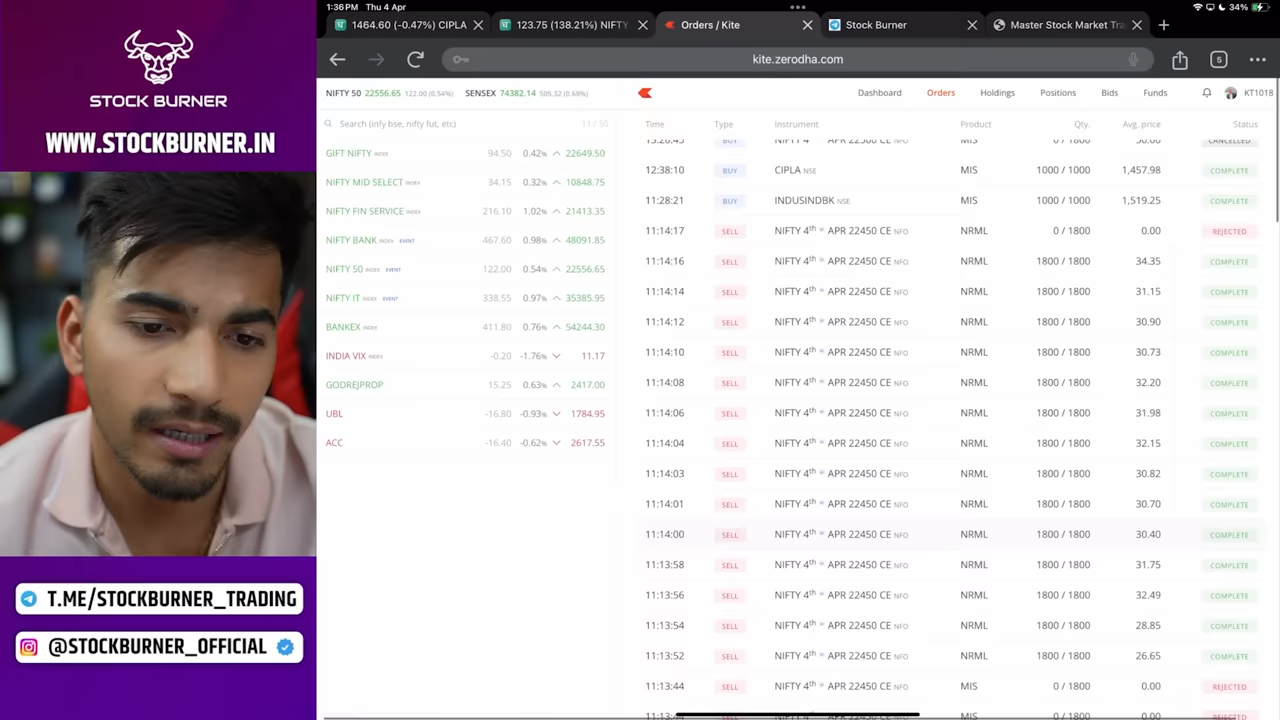 1:36 PM Thu 4 Apr
34%
STOCK BURNER
WWW.STOCKBURNER.IN
T.ME/STOCKBURNER_TRADING
@STOCKBURNER_OFFICIAL
1464.60 (-0.47%) CIPLA
123.75 (138.21%) NIFTY
Orders / Kite
Stock Burner
Master Stock Market Tra
kite.zerodha.com
5
NIFTY 50 22556.65 122.00 (0.54%) SENSEX 74382.14 505.32 (0.68%)
Dashboard Orders Holdings Positions Bids Funds KT1018
Search (infy bse, nifty fut, etc) 11 / 50
GIFT NIFTY INDEX 94.50 0.42% 22649.50
NIFTY MID SELECT INDEX 34.15 0.32% 10848.75
NIFTY FIN SERVICE INDEX 216.10 1.02% 21413.35
NIFTY BANK INDEX EVENT 467.60 0.98% 48091.85
NIFTY 50 INDEX EVENT 122.00 0.54% 22556.65
NIFTY IT INDEX EVENT 338.55 0.97% 35385.95
BANKEX INDEX 411.80 0.76% 54244.30
INDIA VIX INDEX -0.20 -1.76% 11.17
GODREJPROP 15.25 0.63% 2417.00
UBL -16.80 -0.93% 1784.95
ACC -16.40 -0.62% 2617.55
Time Type Instrument Product Qty. Avg. price Status
BUY MIS CANCELLED
12:38:10 BUY CIPLA NSE MIS 1000 / 1000 1,457.98 COMPLETE
11:28:21 BUY INDUSINDBK NSE MIS 1000 / 1000 1,519.25 COMPLETE
11:14:17 SELL NIFTY 4th APR 22450 CE NFO NRML 0 / 1800 0.00 REJECTED
11:14:16 SELL NIFTY 4th APR 22450 CE NFO NRML 1800 / 1800 34.35 COMPLETE
11:14:14 SELL NIFTY 4th APR 22450 CE NFO NRML 1800 / 1800 31.15 COMPLETE
11:14:12 SELL NIFTY 4th APR 22450 CE NFO NRML 1800 / 1800 30.90 COMPLETE
11:14:10 SELL NIFTY 4th APR 22450 CE NFO NRML 1800 / 1800 30.73 COMPLETE
11:14:08 SELL NIFTY 4th APR 22450 CE NFO NRML 1800 / 1800 32.20 COMPLETE
11:14:06 SELL NIFTY 4th APR 22450 CE NFO NRML 1800 / 1800 31.98 COMPLETE
11:14:04 SELL NIFTY 4th APR 22450 CE NFO NRML 1800 / 1800 32.15 COMPLETE
11:14:03 SELL NIFTY 4th APR 22450 CE NFO NRML 1800 / 1800 30.82 COMPLETE
11:14:01 SELL NIFTY 4th APR 22450 CE NFO NRML 1800 / 1800 30.70 COMPLETE
11:14:00 SELL NIFTY 4th APR 22450 CE NFO NRML 1800 / 1800 30.40 COMPLETE
11:13:58 SELL NIFTY 4th APR 22450 CE NFO NRML 1800 / 1800 31.75 COMPLETE
11:13:56 SELL NIFTY 4th APR 22450 CE NFO NRML 1800 / 1800 32.49 COMPLETE
11:13:54 SELL NIFTY 4th APR 22450 CE NFO NRML 1800 / 1800 28.85 COMPLETE
11:13:52 SELL NIFTY 4th APR 22450 CE NFO NRML 1800 / 1800 26.65 COMPLETE
11:13:44 SELL NIFTY 4th APR 22450 CE NFO MIS 0 / 1800 0.00 REJECTED